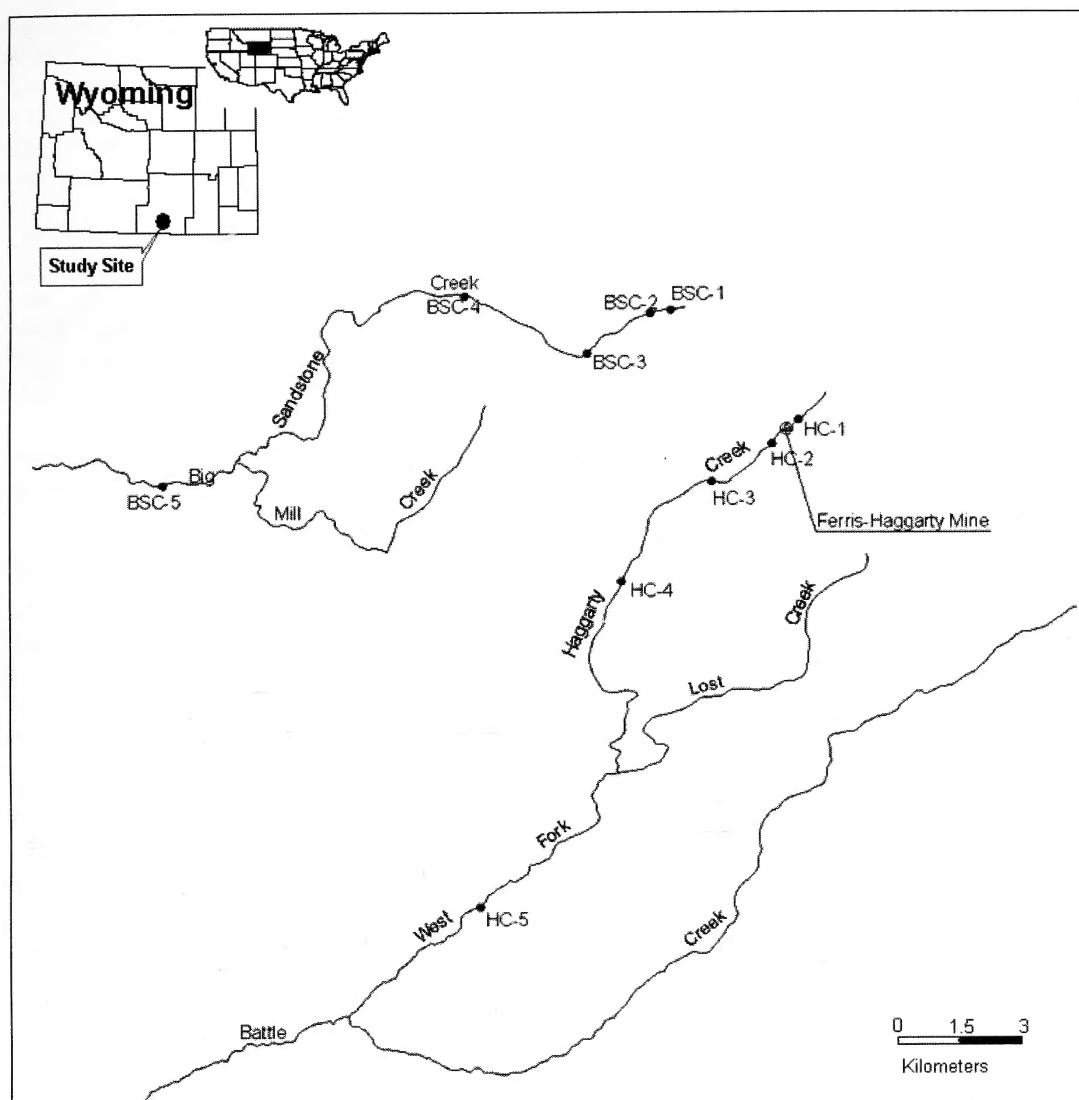 Wyoming
Study Site
Creek
BSC-4
BSC-2
BSC-1
BSC-3
Sandstone
Creek
BSC-5
Big
Mill
HC-1
Creek
HC-2
HC-3
Ferris-Haggarty Mine
HC-4
Haggarty
Creek
Lost
Fork
West
HC-5
Creek
Battle
0 1.5 3
Kilometers